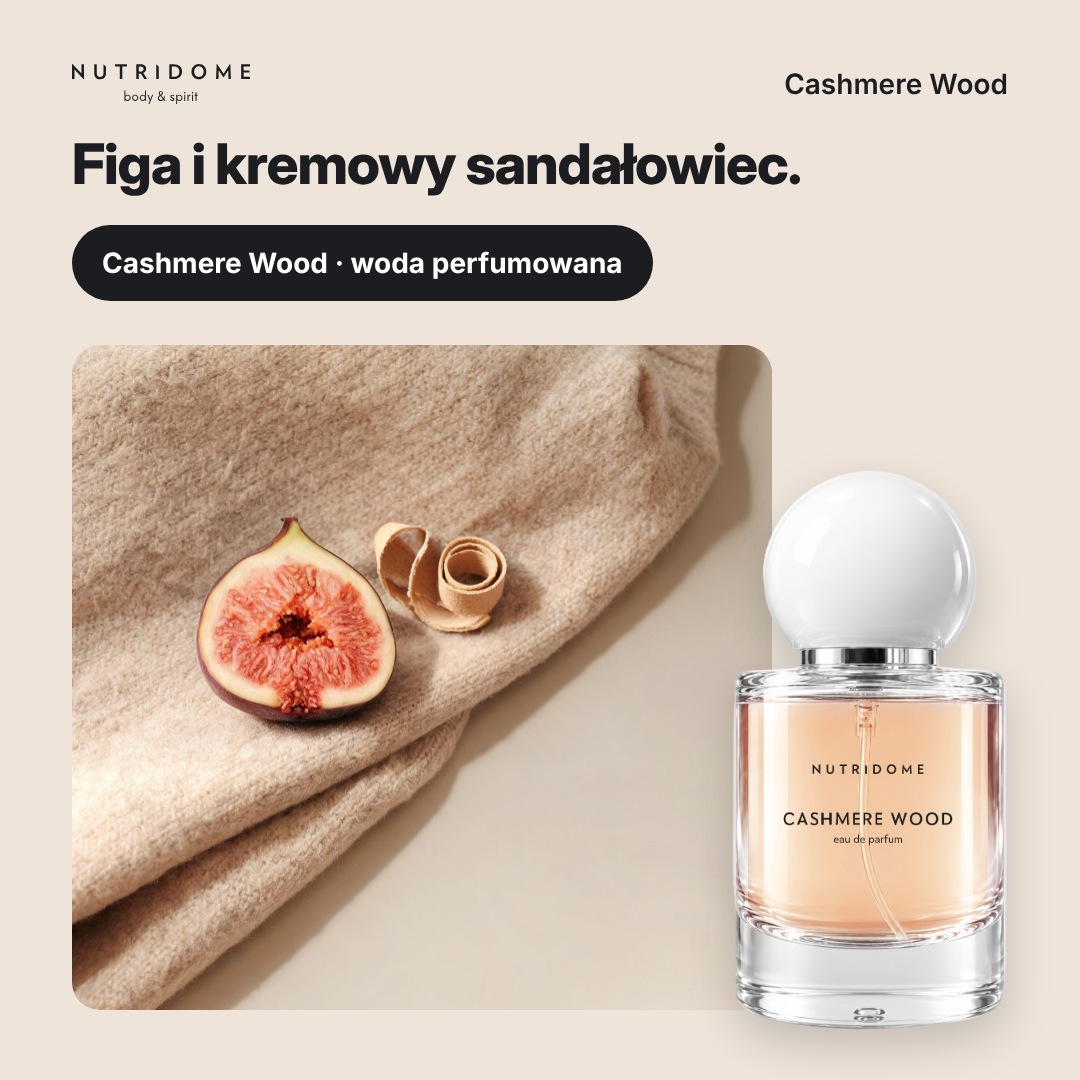 NUTRIDOME
body & spirit
Cashmere Wood
Figa i kremowy sandałowiec.
Cashmere Wood · woda perfumowana
NUTRIDOME
CASHMERE WOOD
eau de parfum